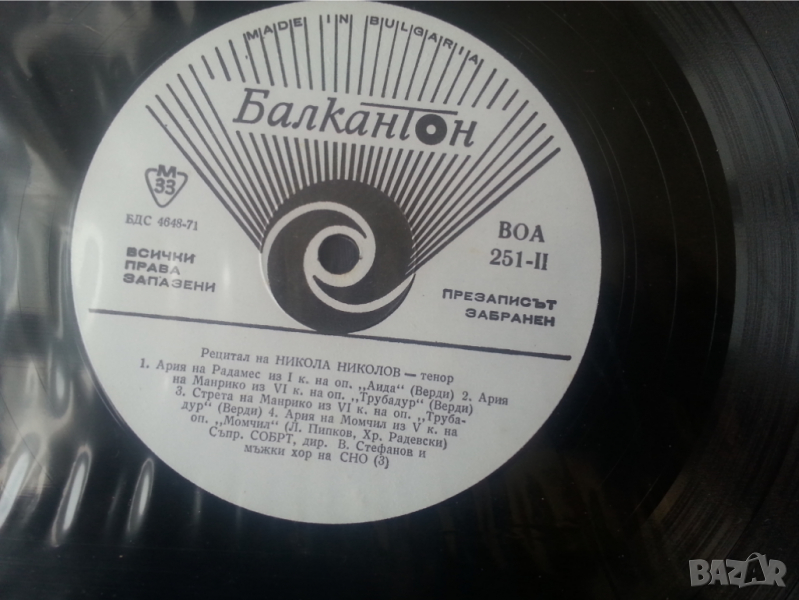 MADE IN BULGARIA
Балкантон
М
33
БДС 4648-71
ВСИЧКИ
ПРАВА
ЗАПАЗЕНИ
ВОА
251-II
ПРЕЗАПИСЪТ
ЗАБРАНЕН
Рецитал на НИКОЛА НИКОЛОВ — тенор
1. Ария на Радамес из I к. на оп. „Аида“ (Верди) 2. Ария
на Манрико из VI к. на оп. „Трубадур“ (Верди)
3. Стрета на Манрико из VI к. на оп. „Труба-
дур“ (Верди) 4. Ария на Момчил из V к. на
оп. „Момчил“ (Л. Пипков, Хр. Радевски)
Съпр. СОБРТ, дир. В. Стефанов и
мъжки хор на СНО (3)
BAZAR